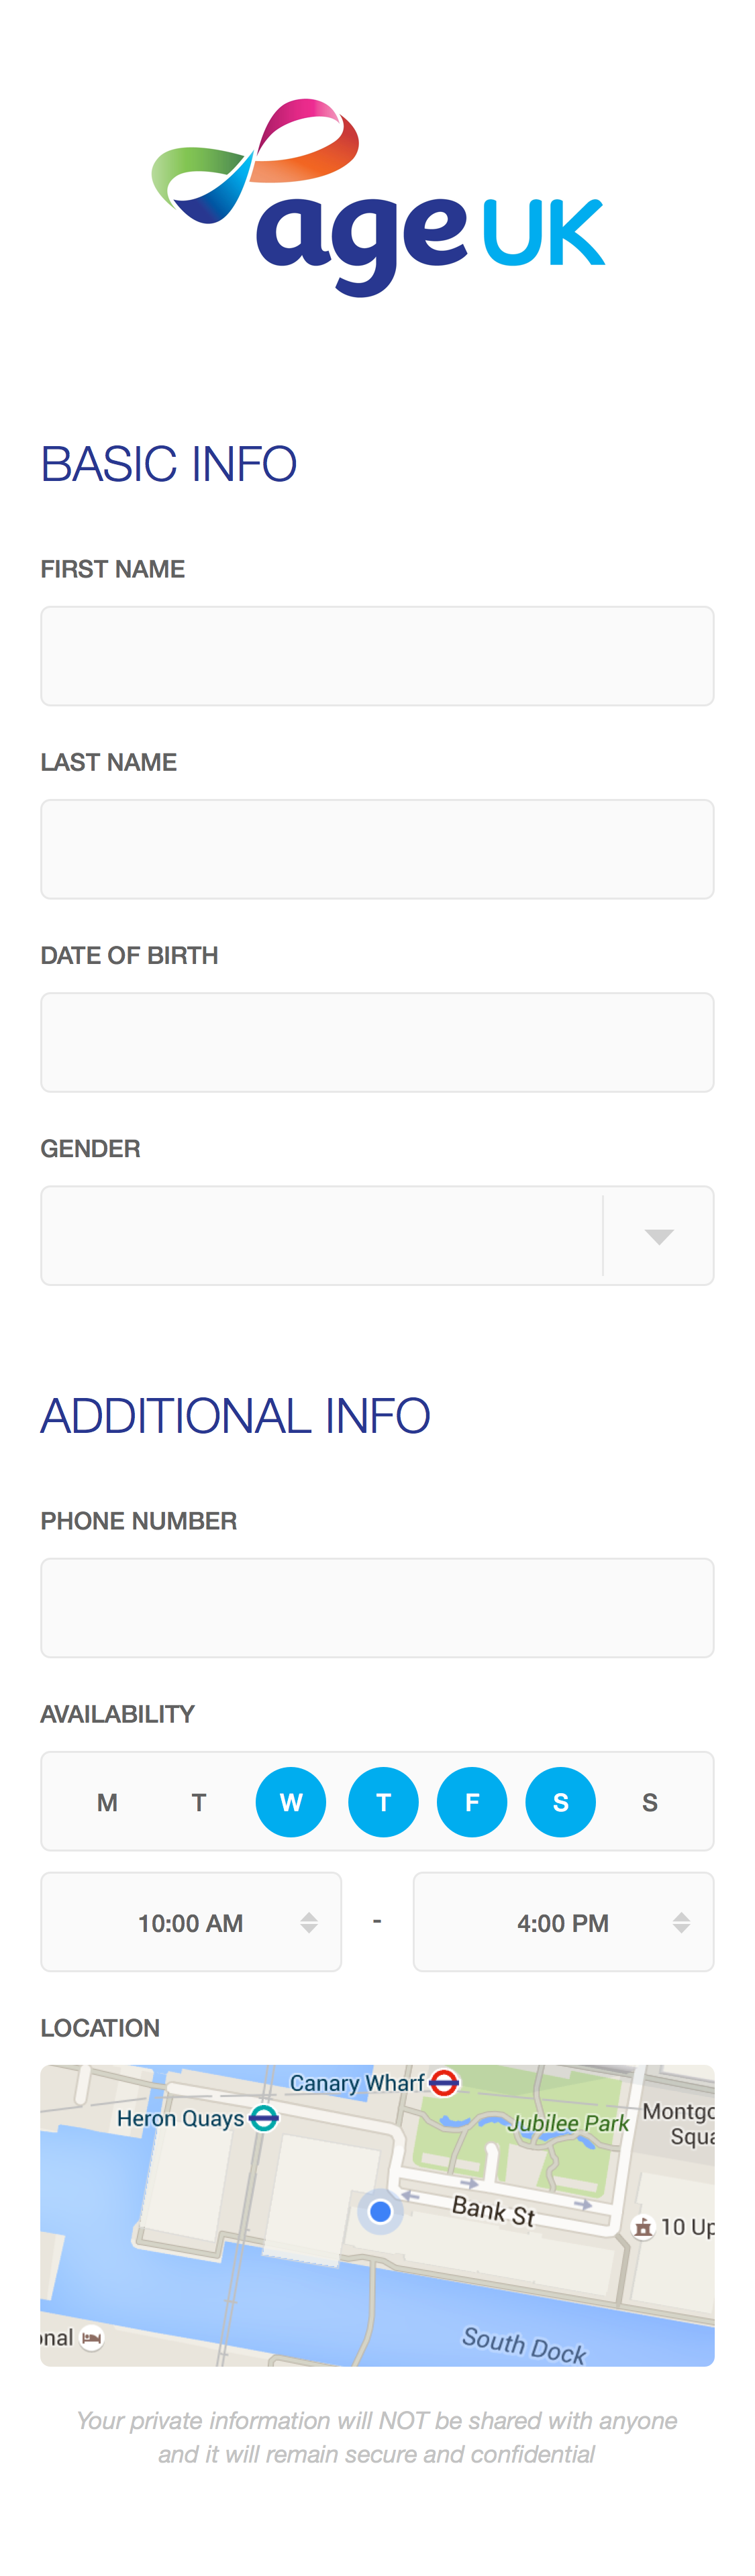 age UK
BASIC INFO
FIRST NAME
LAST NAME
DATE OF BIRTH
GENDER
ADDITIONAL INFO
PHONE NUMBER
AVAILABILITY
M T W T F S S
10:00 AM - 4:00 PM
LOCATION
Canary Wharf
Heron Quays
Jubilee Park
Montgo
Squa
Bank St
10 Up
onal
South Dock
Your private information will NOT be shared with anyone
and it will remain secure and confidential